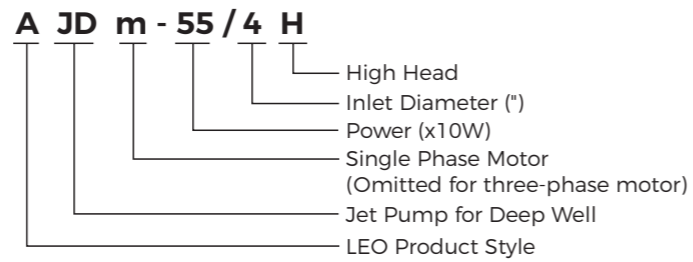 A JD m - 55 / 4 H
High Head
Inlet Diameter (")
Power (x10W)
Single Phase Motor
(Omitted for three-phase motor)
Jet Pump for Deep Well
LEO Product Style